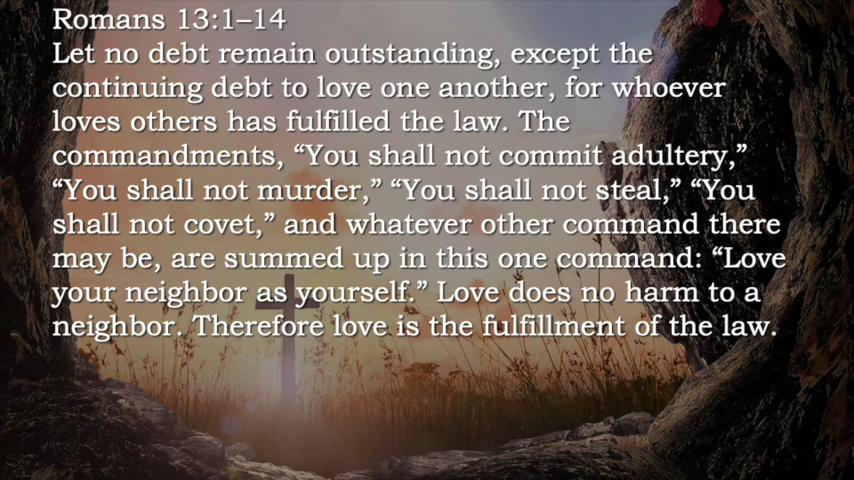 Romans 13:1–14
Let no debt remain outstanding, except the
continuing debt to love one another, for whoever
loves others has fulfilled the law. The
commandments, “You shall not commit adultery,”
“You shall not murder,” “You shall not steal,” “You
shall not covet,” and whatever other command there
may be, are summed up in this one command: “Love
your neighbor as yourself.” Love does no harm to a
neighbor. Therefore love is the fulfillment of the law.